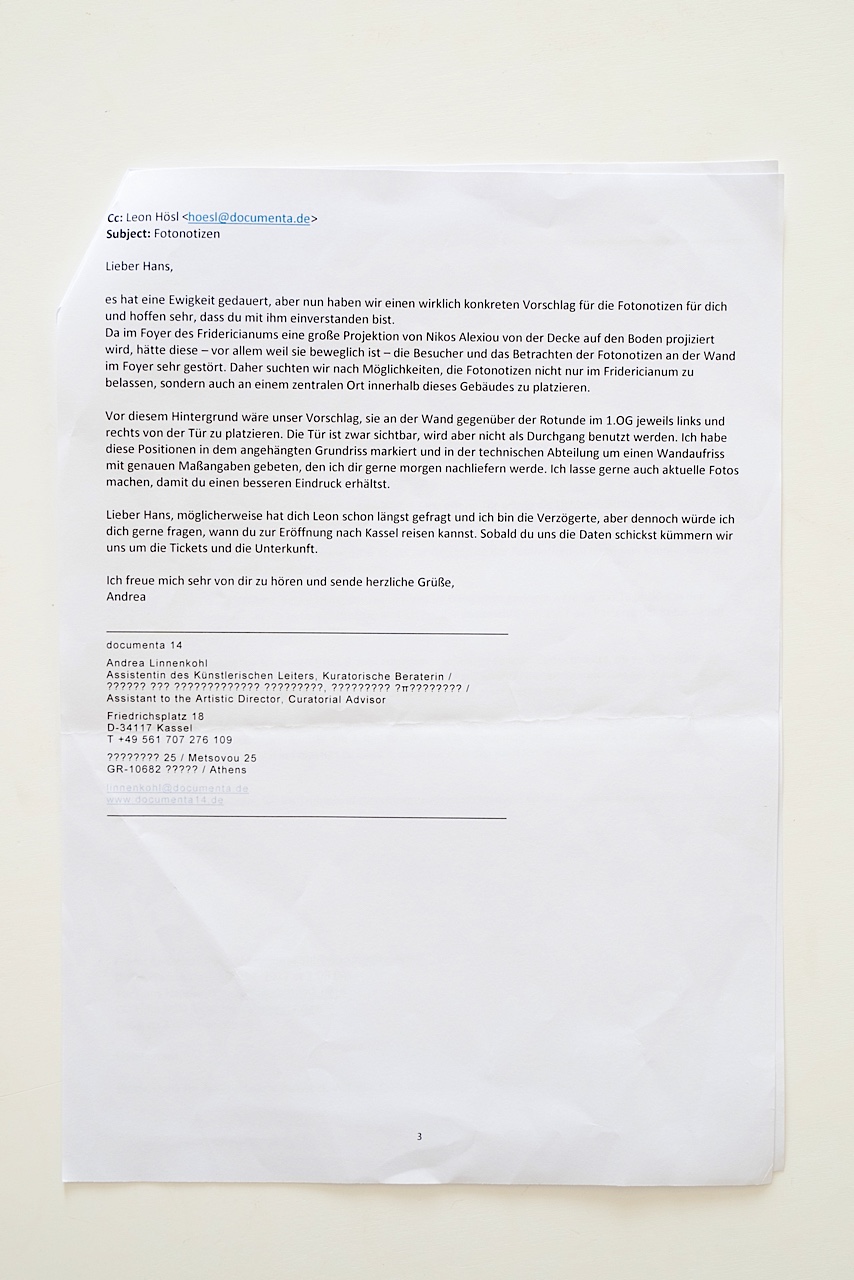 Cc: Leon Hösl <hoesl@documenta.de>
Subject: Fotonotizen
Lieber Hans,
es hat eine Ewigkeit gedauert, aber nun haben wir einen wirklich konkreten Vorschlag für die Fotonotizen für dich
und hoffen sehr, dass du mit ihm einverstanden bist.
Da im Foyer des Fridericianums eine große Projektion von Nikos Alexiou von der Decke auf den Boden projiziert
wird, hätte diese – vor allem weil sie beweglich ist – die Besucher und das Betrachten der Fotonotizen an der Wand
im Foyer sehr gestört. Daher suchten wir nach Möglichkeiten, die Fotonotizen nicht nur im Fridericianum zu
belassen, sondern auch an einem zentralen Ort innerhalb dieses Gebäudes zu platzieren.
Vor diesem Hintergrund wäre unser Vorschlag, sie an der Wand gegenüber der Rotunde im 1.OG jeweils links und
rechts von der Tür zu platzieren. Die Tür ist zwar sichtbar, wird aber nicht als Durchgang benutzt werden. Ich habe
diese Positionen in dem angehängten Grundriss markiert und in der technischen Abteilung um einen Wandaufriss
mit genauen Maßangaben gebeten, den ich dir gerne morgen nachliefern werde. Ich lasse gerne auch aktuelle Fotos
machen, damit du einen besseren Eindruck erhältst.
Lieber Hans, möglicherweise hat dich Leon schon längst gefragt und ich bin die Verzögerte, aber dennoch würde ich
dich gerne fragen, wann du zur Eröffnung nach Kassel reisen kannst. Sobald du uns die Daten schickst kümmern wir
uns um die Tickets und die Unterkunft.
Ich freue mich sehr von dir zu hören und sende herzliche Grüße,
Andrea
documenta 14
Andrea Linnenkohl
Assistentin des Künstlerischen Leiters, Kuratorische Beraterin /
?????? ??? ????????????? ?????????, ????????? ?π???????? /
Assistant to the Artistic Director, Curatorial Advisor
Friedrichsplatz 18
D-34117 Kassel
T +49 561 707 276 109
???????? 25 / Metsovou 25
GR-10682 ????? / Athens
linnenkohl@documenta.de
www.documenta14.de
3